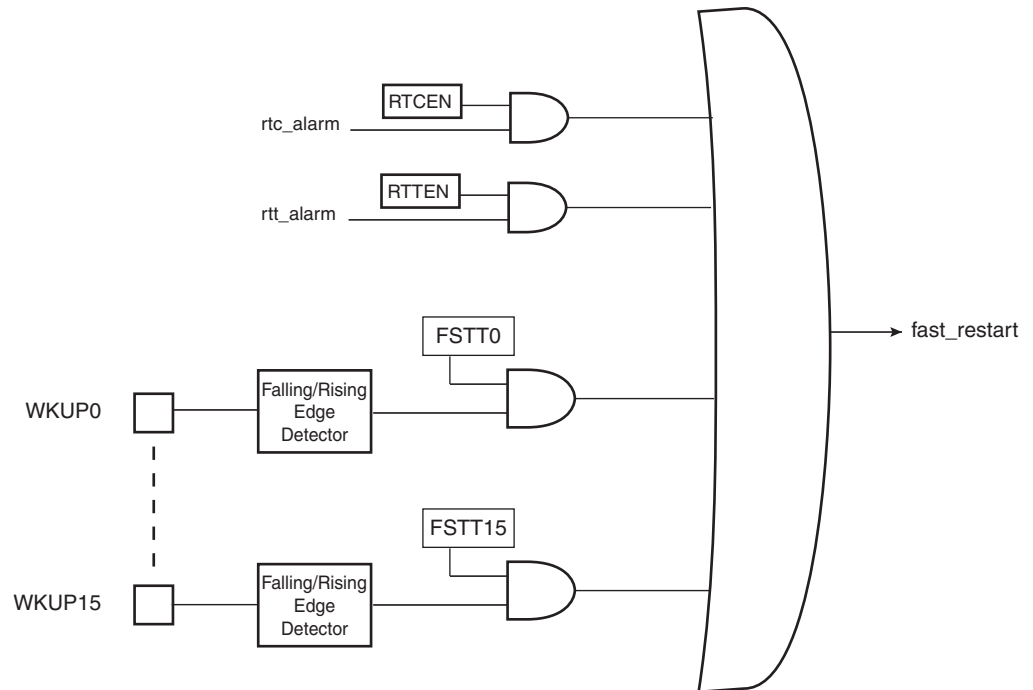 RTCEN
rtc_alarm
RTTEN
rtt_alarm
fast_restart
FSTT0
WKUP0
Falling/Rising
Edge
Detector
FSTT15
WKUP15
Falling/Rising
Edge
Detector